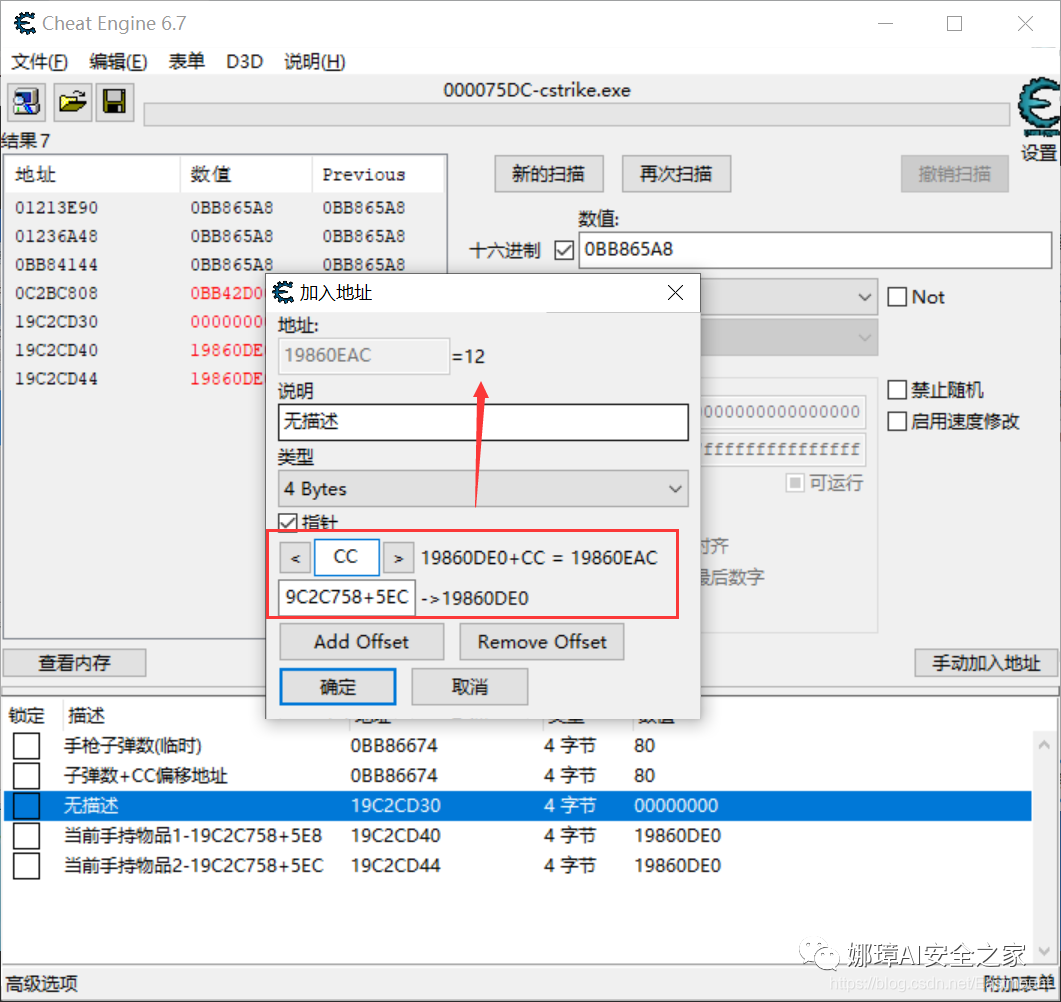 Cheat Engine 6.7
文件(F) 编辑(E) 表单 D3D 说明(H)
000075DC-cstrike.exe
设置
结果 7
地址 数值 Previous
01213E90 0BB865A8 0BB865A8
01236A48 0BB865A8 0BB865A8
0BB84144 0BB865A8 0BB865A8
0C2BC808 0BB42D0
19C2CD30 0000000
19C2CD40 19860DE
19C2CD44 19860DE
新的扫描 再次扫描 撤销扫描
数值:
十六进制 0BB865A8
Not
禁止随机
启用速度修改
0000000000000000
fffffffffffffff
可运行
对齐
最后数字
加入地址
地址:
19860EAC =12
说明
无描述
类型
4 Bytes
指针
< CC > 19860DE0+CC = 19860EAC
9C2C758+5EC ->19860DE0
Add Offset Remove Offset
确定 取消
查看内存 手动加入地址
锁定 描述 地址 类型 数值
手枪子弹数(临时) 0BB86674 4 字节 80
子弹数+CC偏移地址 0BB86674 4 字节 80
无描述 19C2CD30 4 字节 00000000
当前手持物品1-19C2C758+5E8 19C2CD40 4 字节 19860DE0
当前手持物品2-19C2C758+5EC 19C2CD44 4 字节 19860DE0
娜璋AI安全之家
高级选项 附加表单